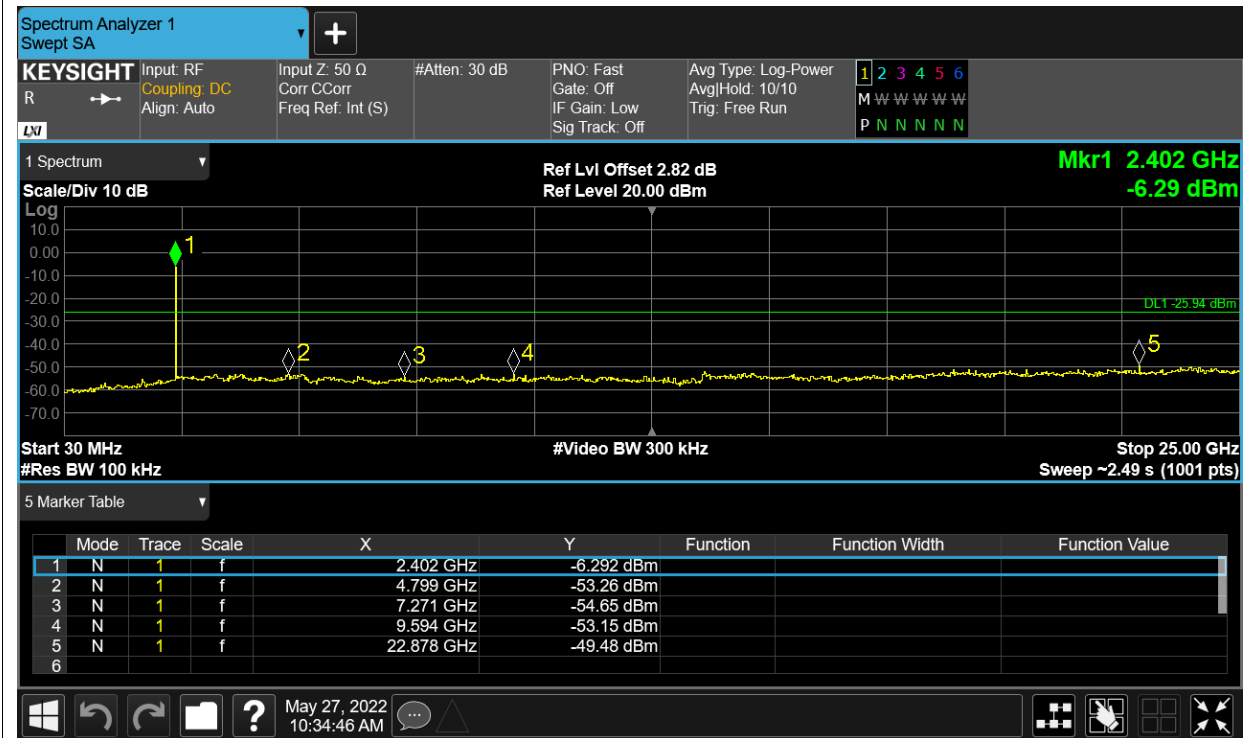 Spectrum Analyzer 1
Swept SA
+
KEYSIGHT
R
LXI
Input: RF
Coupling: DC
Align: Auto
Input Z: 50 Ω
Corr CCorr
Freq Ref: Int (S)
#Atten: 30 dB
PNO: Fast
Gate: Off
IF Gain: Low
Sig Track: Off
Avg Type: Log-Power
Avg|Hold: 10/10
Trig: Free Run
1 2 3 4 5 6
M W W W W W
P N N N N N
1 Spectrum
Scale/Div 10 dB
Ref Lvl Offset 2.82 dB
Ref Level 20.00 dBm
Mkr1 2.402 GHz
-6.29 dBm
Log
10.0
0.00
-10.0
-20.0
-30.0
-40.0
-50.0
-60.0
-70.0
1
2
3
4
5
DL1 -25.94 dBm
Start 30 MHz
#Res BW 100 kHz
#Video BW 300 kHz
Stop 25.00 GHz
Sweep ~2.49 s (1001 pts)
5 Marker Table
Mode Trace Scale X Y Function Function Width Function Value
1 N 1 f 2.402 GHz -6.292 dBm
2 N 1 f 4.799 GHz -53.26 dBm
3 N 1 f 7.271 GHz -54.65 dBm
4 N 1 f 9.594 GHz -53.15 dBm
5 N 1 f 22.878 GHz -49.48 dBm
6
?
May 27, 2022
10:34:46 AM